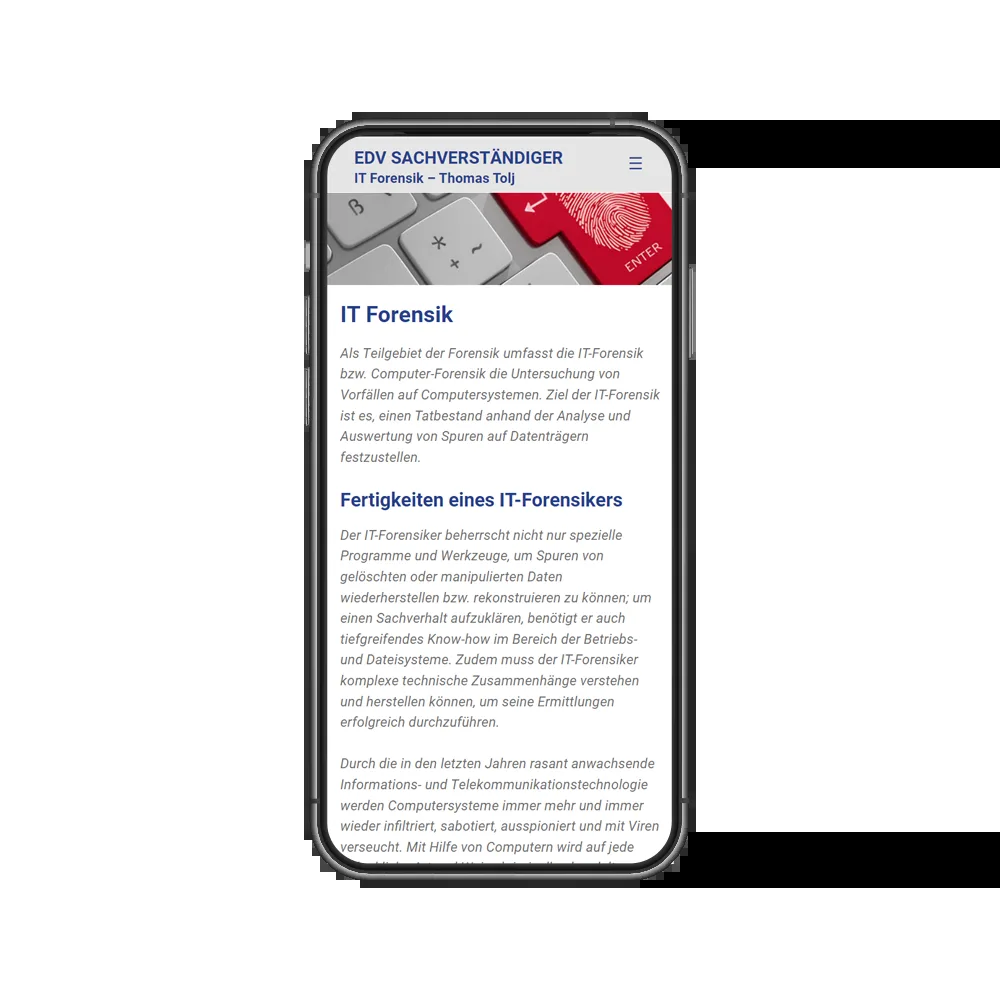 EDV SACHVERSTÄNDIGER
IT Forensik – Thomas Tolj
β
*
~
+
ENTER
IT Forensik
Als Teilgebiet der Forensik umfasst die IT-Forensik
bzw. Computer-Forensik die Untersuchung von
Vorfällen auf Computersystemen. Ziel der IT-Forensik
ist es, einen Tatbestand anhand der Analyse und
Auswertung von Spuren auf Datenträgern
festzustellen.
Fertigkeiten eines IT-Forensikers
Der IT-Forensiker beherrscht nicht nur spezielle
Programme und Werkzeuge, um Spuren von
gelöschten oder manipulierten Daten
wiederherstellen bzw. rekonstruieren zu können; um
einen Sachverhalt aufzuklären, benötigt er auch
tiefgreifendes Know-how im Bereich der Betriebs-
und Dateisysteme. Zudem muss der IT-Forensiker
komplexe technische Zusammenhänge verstehen
und herstellen können, um seine Ermittlungen
erfolgreich durchzuführen.
Durch die in den letzten Jahren rasant anwachsende
Informations- und Telekommunikationstechnologie
werden Computersysteme immer mehr und immer
wieder infiltriert, sabotiert, ausspioniert und mit Viren
verseucht. Mit Hilfe von Computern wird auf jede